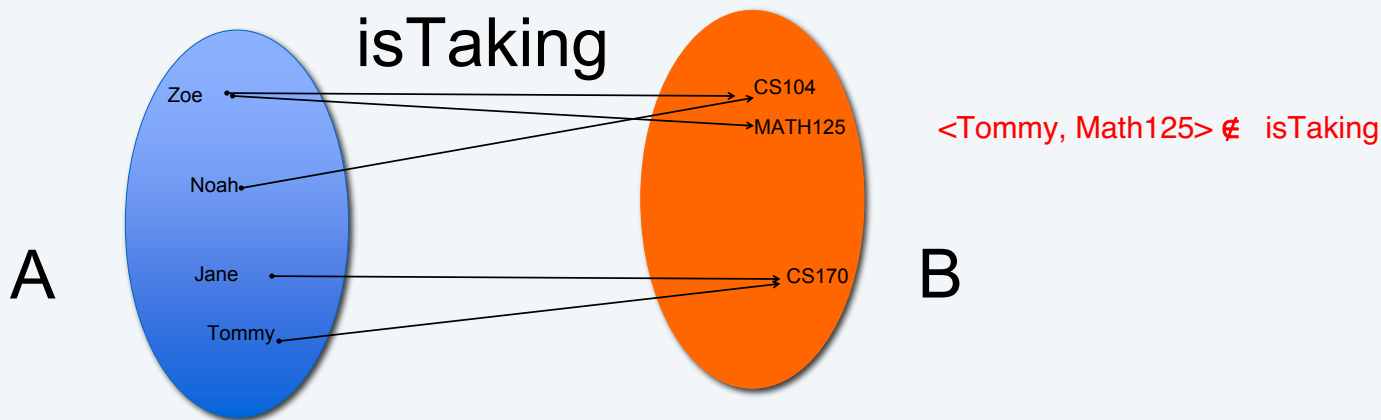 isTaking
Zoe
CS104
MATH125
<Tommy, Math125> ∉ isTaking
Noah
A
Jane
CS170
B
Tommy